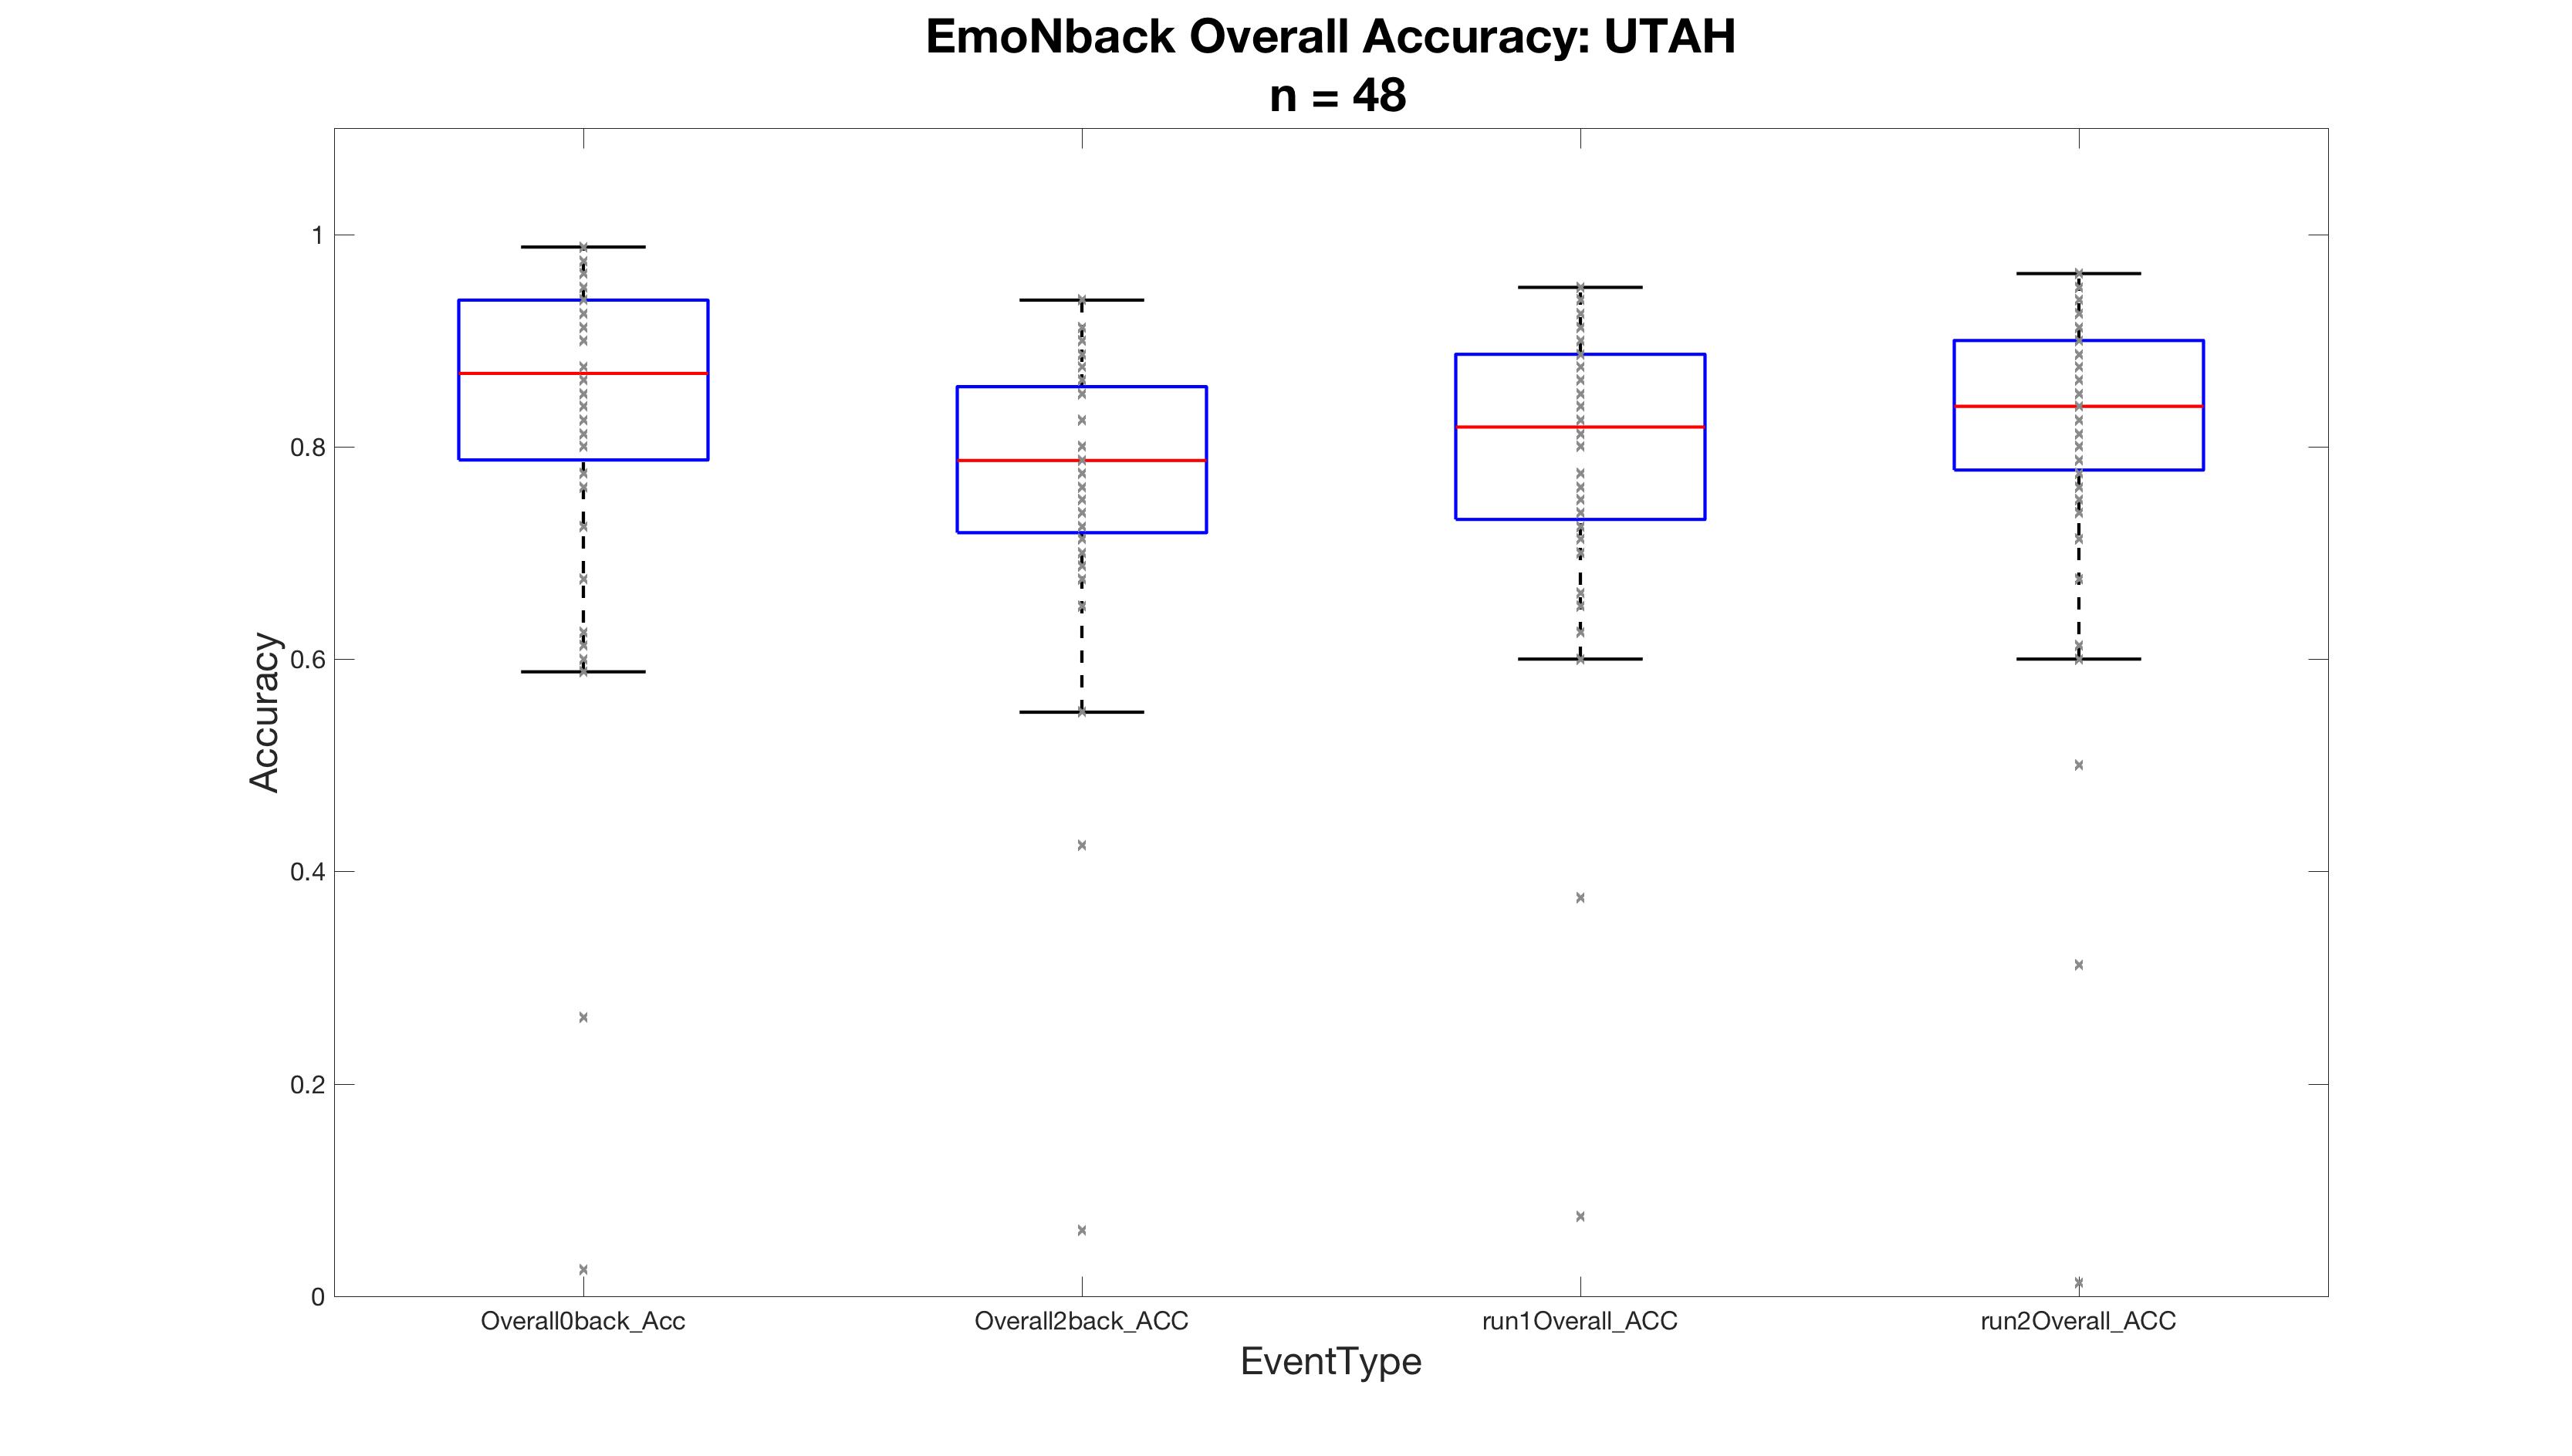 EmoNback Overall Accuracy: UTAH
n = 48
Accuracy
1
0.8
0.6
0.4
0.2
0
Overall0back_Acc
Overall2back_ACC
run1Overall_ACC
run2Overall_ACC
EventType